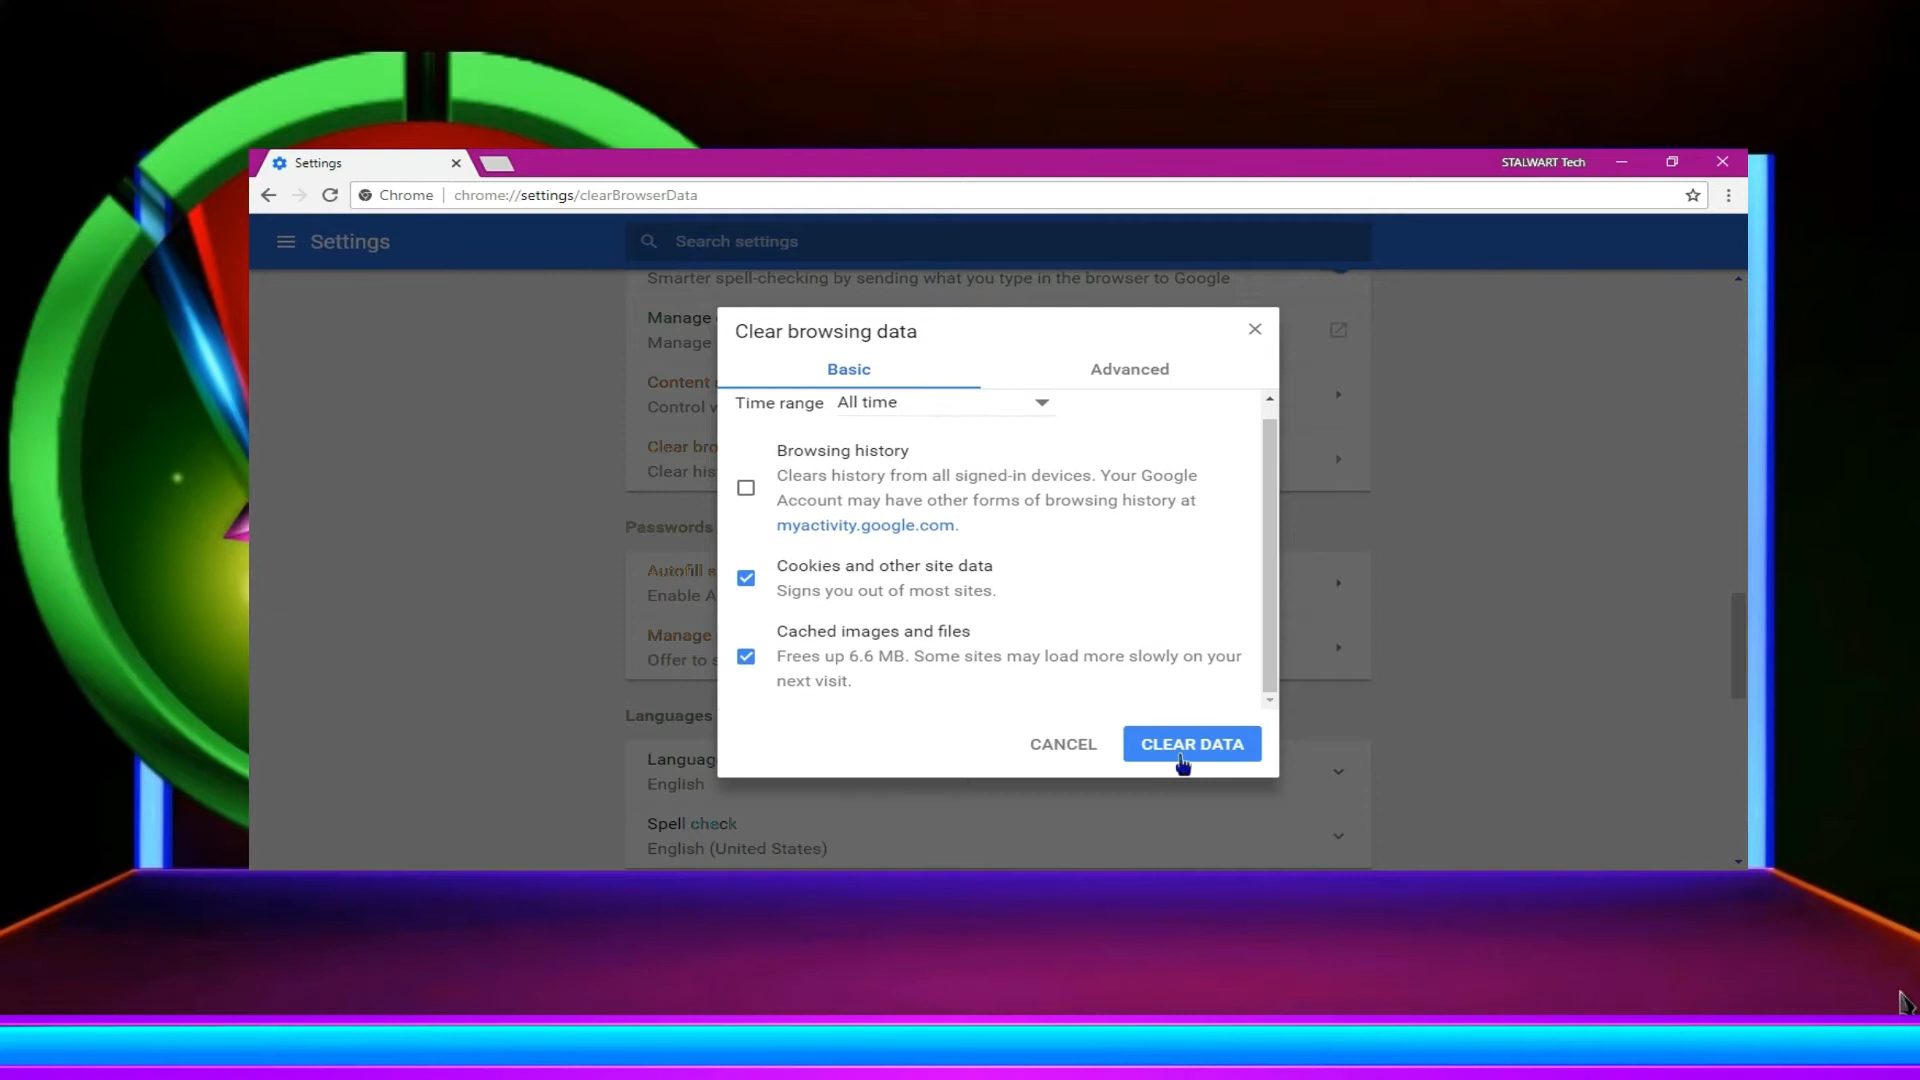 Settings
STALWART Tech
Chrome
chrome://settings/clearBrowserData
Settings
Search settings
Smarter spell-checking by sending what you type in the browser to Google
Manage
Manage
Content
Control
Clear bro
Clear his
Passwords
Autofill s
Enable A
Manage
Offer to s
Languages
Language
English
Spell check
English (United States)
Clear browsing data
Basic
Advanced
Time range All time
Browsing history
Clears history from all signed-in devices. Your Google
Account may have other forms of browsing history at
myactivity.google.com.
Cookies and other site data
Signs you out of most sites.
Cached images and files
Frees up 6.6 MB. Some sites may load more slowly on your
next visit.
CANCEL
CLEAR DATA